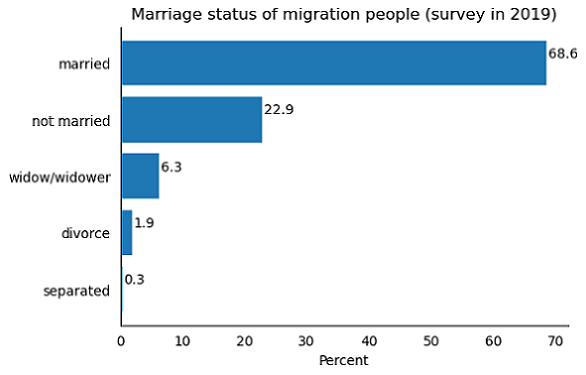 Marriage status of migration people (survey in 2019)
married
68.6
not married
22.9
widow/widower
6.3
divorce
1.9
separated
0.3
0 10 20 30 40 50 60 70
Percent